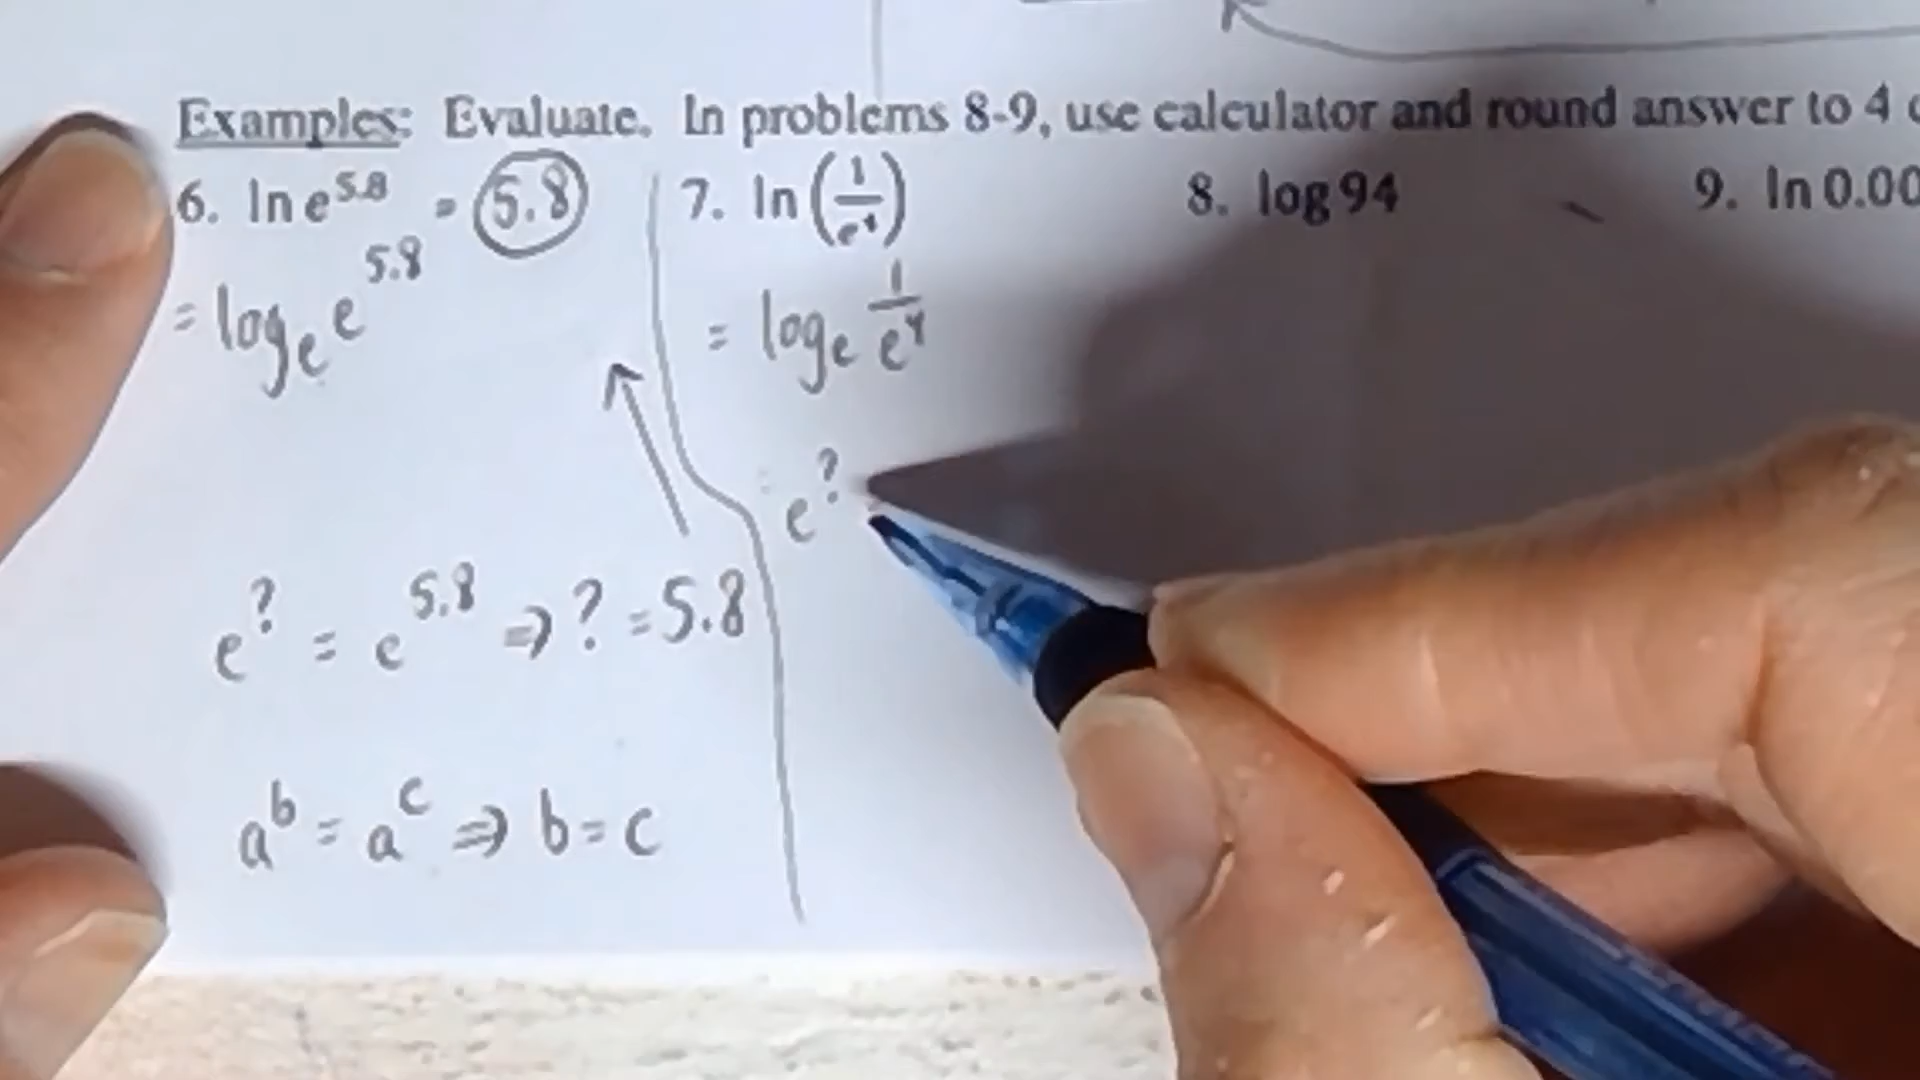 Examples: Evaluate. In problems 8-9, use calculator and round answer to 4
6. ln e^5.8 = 5.8
= log_e e^5.8
e^? = e^5.8 ⇒ ? = 5.8
a^b = a^c ⇒ b = c
7. ln(1/e^4)
= log_e 1/e^4
e^?
8. log 94
9. ln 0.00